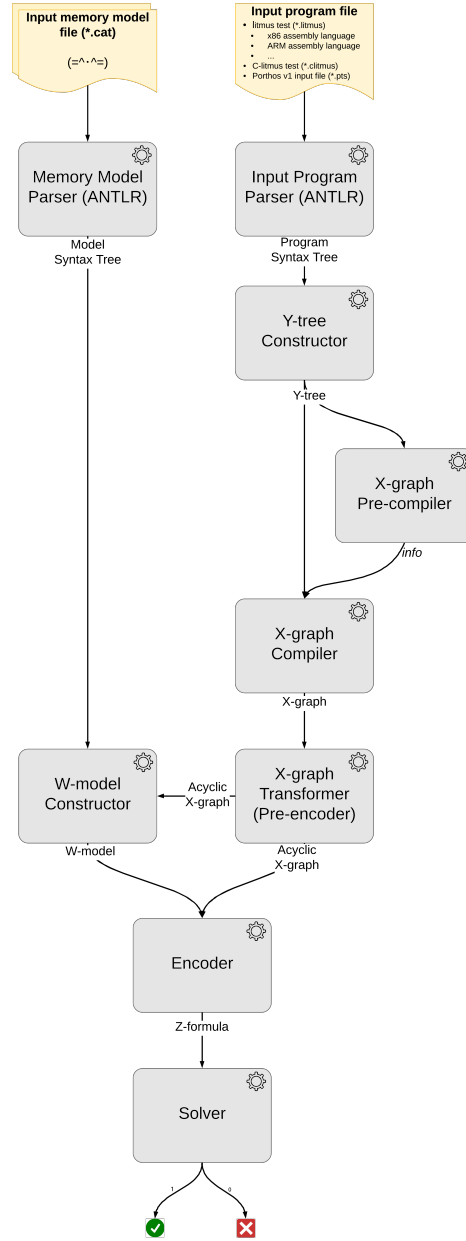 Input memory model
file (*.cat)
(=^·^=)
Input program file
• litmus test (*.litmus)
• x86 assembly language
• ARM assembly language
• ...
• C-litmus test (*.clitmus)
• Porthos v1 input file (*.pts)
Memory Model
Parser (ANTLR)
Input Program
Parser (ANTLR)
Model
Syntax Tree
Program
Syntax Tree
Y-tree
Constructor
Y-tree
X-graph
Pre-compiler
info
X-graph
Compiler
X-graph
W-model
Constructor
Acyclic
X-graph
X-graph
Transformer
(Pre-encoder)
W-model
Acyclic
X-graph
Encoder
Z-formula
Solver
1
0